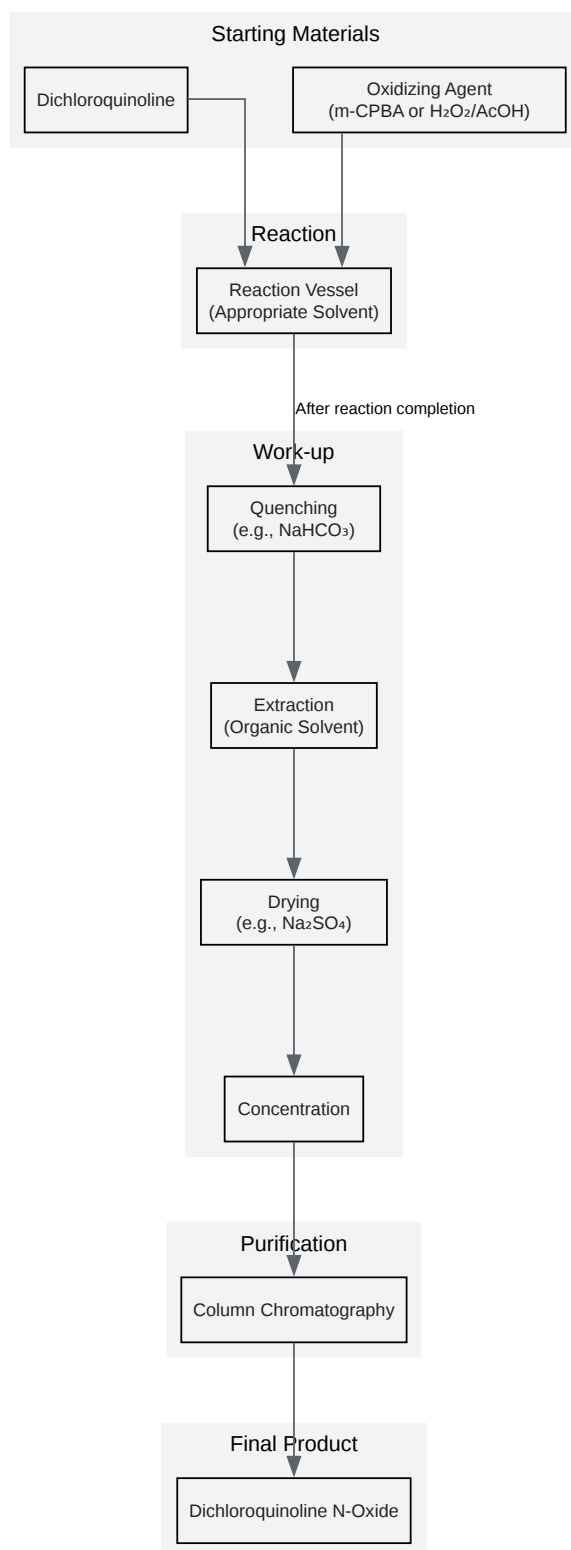 Starting Materials
Dichloroquinoline
Oxidizing Agent
(m-CPBA or H₂O₂/AcOH)
Reaction
Reaction Vessel
(Appropriate Solvent)
After reaction completion
Work-up
Quenching
(e.g., NaHCO₃)
Extraction
(Organic Solvent)
Drying
(e.g., Na₂SO₄)
Concentration
Purification
Column Chromatography
Final Product
Dichloroquinoline N-Oxide